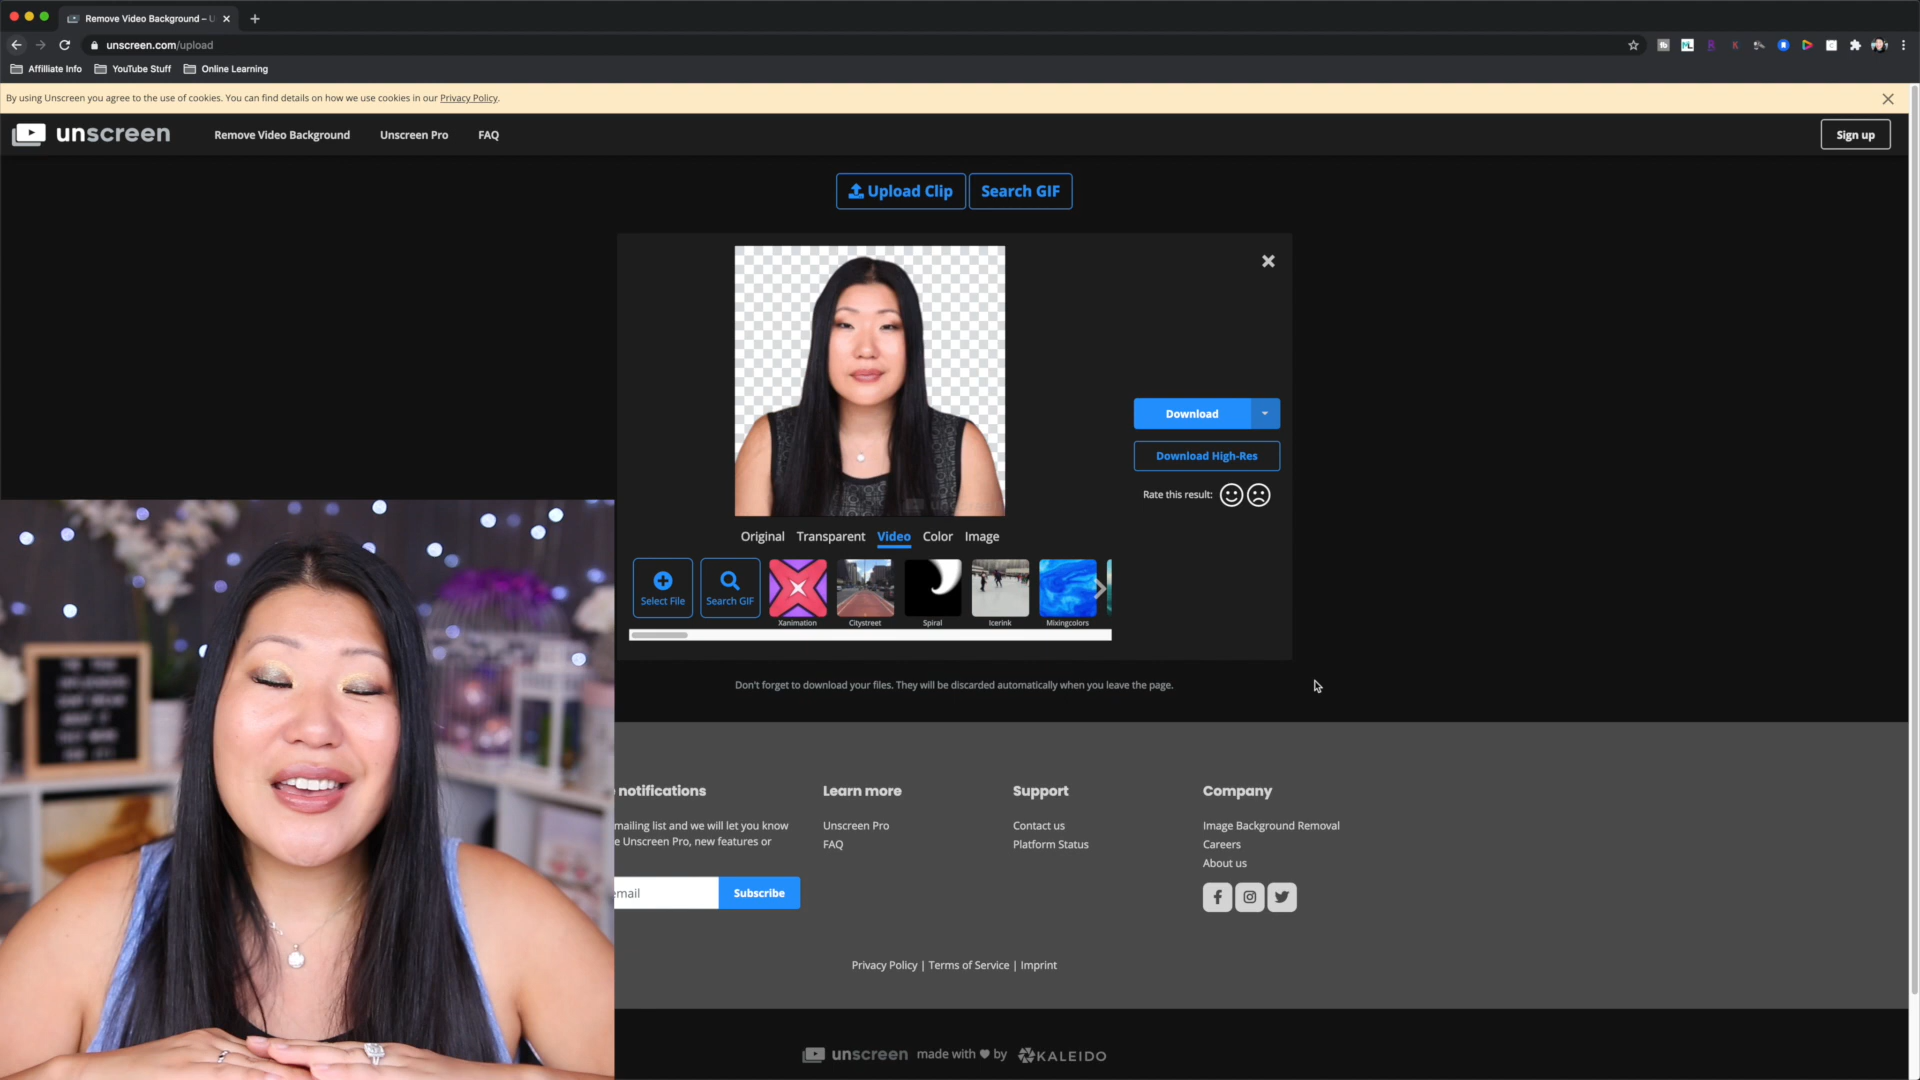 Remove Video Background – U
unscreen.com/upload
Affilliate Info
YouTube Stuff
Online Learning
By using Unscreen you agree to the use of cookies. You can find details on how we use cookies in our Privacy Policy.
unscreen
Remove Video Background
Unscreen Pro
FAQ
Sign up
Upload Clip
Search GIF
Download
Download High-Res
Rate this result:
Original
Transparent
Video
Color
Image
Select File
Search GIF
Xanimation
Citystreet
Spiral
Icerink
Mixingcolors
Don't forget to download your files. They will be discarded automatically when you leave the page.
notifications
mailing list and we will let you know
e Unscreen Pro, new features or
email
Subscribe
Learn more
Unscreen Pro
FAQ
Support
Contact us
Platform Status
Company
Image Background Removal
Careers
About us
Privacy Policy | Terms of Service | Imprint
unscreen made with by KALEIDO